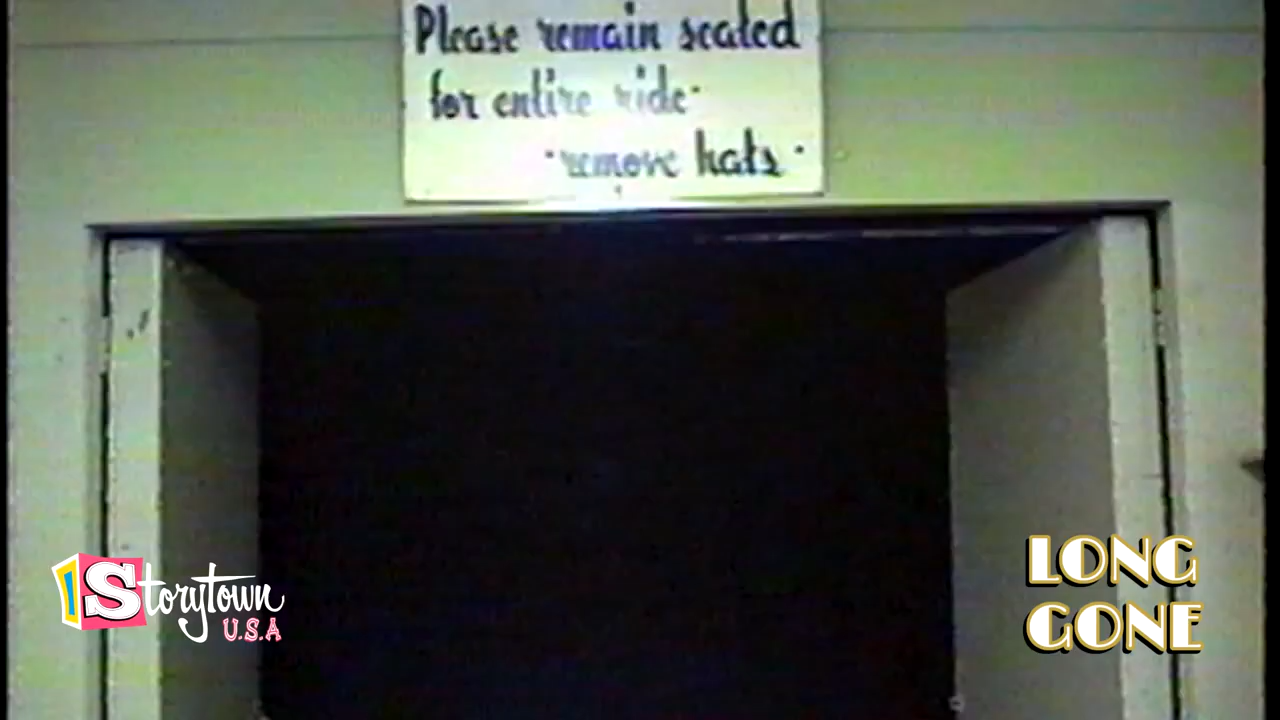 Please remain seated
for entire ride·
·remove hats·
Storytown
U.S.A
LONG
GONE